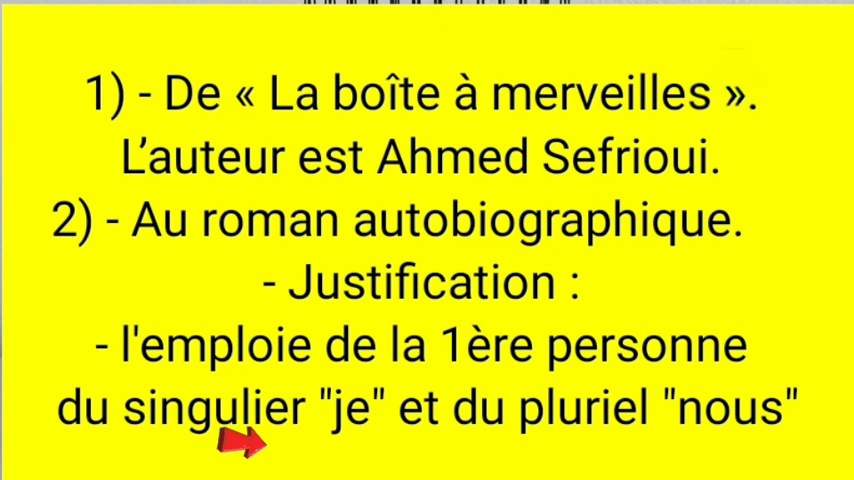 1) - De « La boîte à merveilles ».
L’auteur est Ahmed Sefrioui.
2) - Au roman autobiographique.
- Justification :
- l'emploie de la 1ère personne
du singulier "je" et du pluriel "nous"